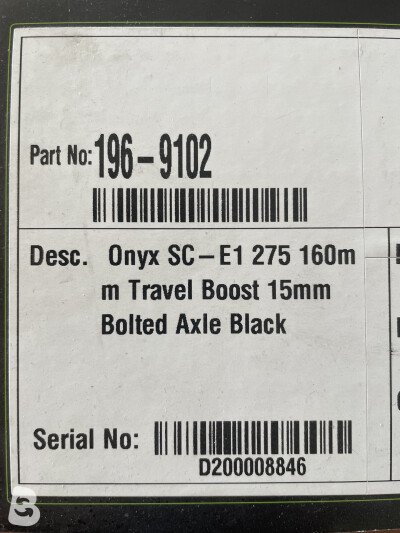 Part No: 196-9102
Desc. Onyx SC-E1 275 160m
m Travel Boost 15mm
Bolted Axle Black
Serial No:
D200008846